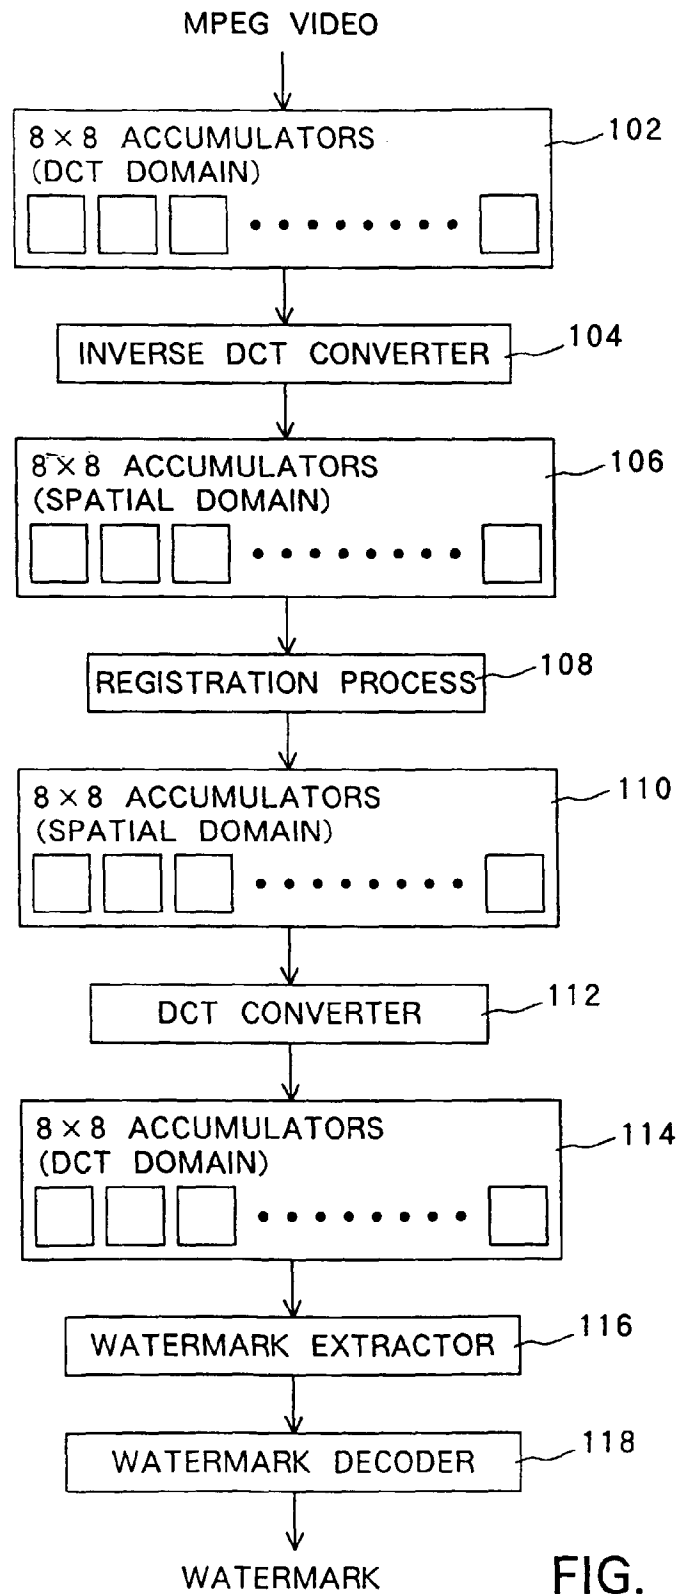 MPEG VIDEO
8×8 ACCUMULATORS
(DCT DOMAIN)
102
INVERSE DCT CONVERTER
104
8×8 ACCUMULATORS
(SPATIAL DOMAIN)
106
REGISTRATION PROCESS
108
8×8 ACCUMULATORS
(SPATIAL DOMAIN)
110
DCT CONVERTER
112
8×8 ACCUMULATORS
(DCT DOMAIN)
114
WATERMARK EXTRACTOR
116
WATERMARK DECODER
118
WATERMARK
FIG.